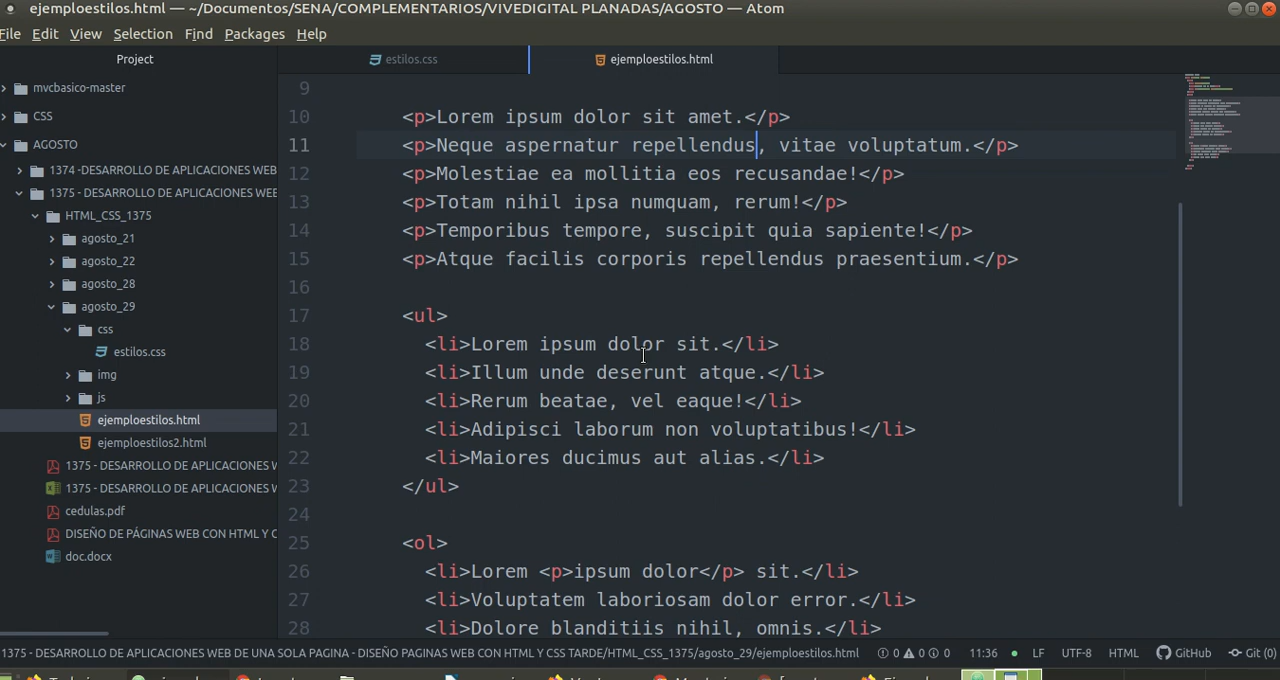 ejemploestilos.html — ~/Documentos/SENA/COMPLEMENTARIOS/VIVEDIGITAL PLANADAS/AGOSTO — Atom
File Edit View Selection Find Packages Help
Project
mvcbasico-master
CSS
AGOSTO
1374 -DESARROLLO DE APLICACIONES WEB
1375 - DESARROLLO DE APLICACIONES WEB
HTML_CSS_1375
agosto_21
agosto_22
agosto_28
agosto_29
css
estilos.css
img
js
ejemploestilos.html
ejemploestilos2.html
1375 - DESARROLLO DE APLICACIONES W
1375 - DESARROLLO DE APLICACIONES W
cedulas.pdf
DISEÑO DE PÁGINAS WEB CON HTML Y C
doc.docx
estilos.css
ejemploestilos.html
9
10 <p>Lorem ipsum dolor sit amet.</p>
11 <p>Neque aspernatur repellendus, vitae voluptatum.</p>
12 <p>Molestiae ea mollitia eos recusandae!</p>
13 <p>Totam nihil ipsa numquam, rerum!</p>
14 <p>Temporibus tempore, suscipit quia sapiente!</p>
15 <p>Atque facilis corporis repellendus praesentium.</p>
16
17 <ul>
18 <li>Lorem ipsum dolor sit.</li>
19 <li>Illum unde deserunt atque.</li>
20 <li>Rerum beatae, vel eaque!</li>
21 <li>Adipisci laborum non voluptatibus!</li>
22 <li>Maiores ducimus aut alias.</li>
23 </ul>
24
25 <ol>
26 <li>Lorem <p>ipsum dolor</p> sit.</li>
27 <li>Voluptatem laboriosam dolor error.</li>
28 <li>Dolore blanditiis nihil, omnis.</li>
1375 - DESARROLLO DE APLICACIONES WEB DE UNA SOLA PAGINA - DISEÑO PAGINAS WEB CON HTML Y CSS TARDE/HTML_CSS_1375/agosto_29/ejemploestilos.html 0 0 0 11:36 LF UTF-8 HTML GitHub Git (0)